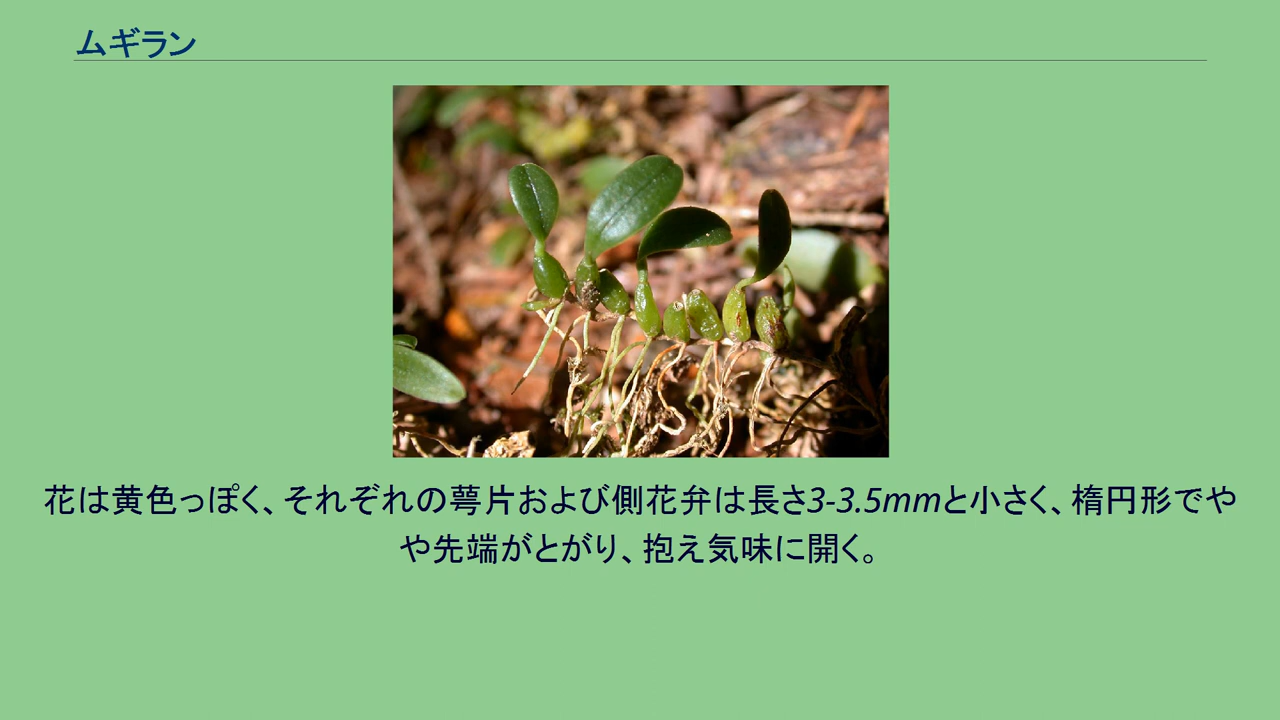 ムギラン
花は黄色っぽく、それぞれの萼片および側花弁は長さ3-3.5mmと小さく、楕円形でや
や先端がとがり、抱え気味に開く。